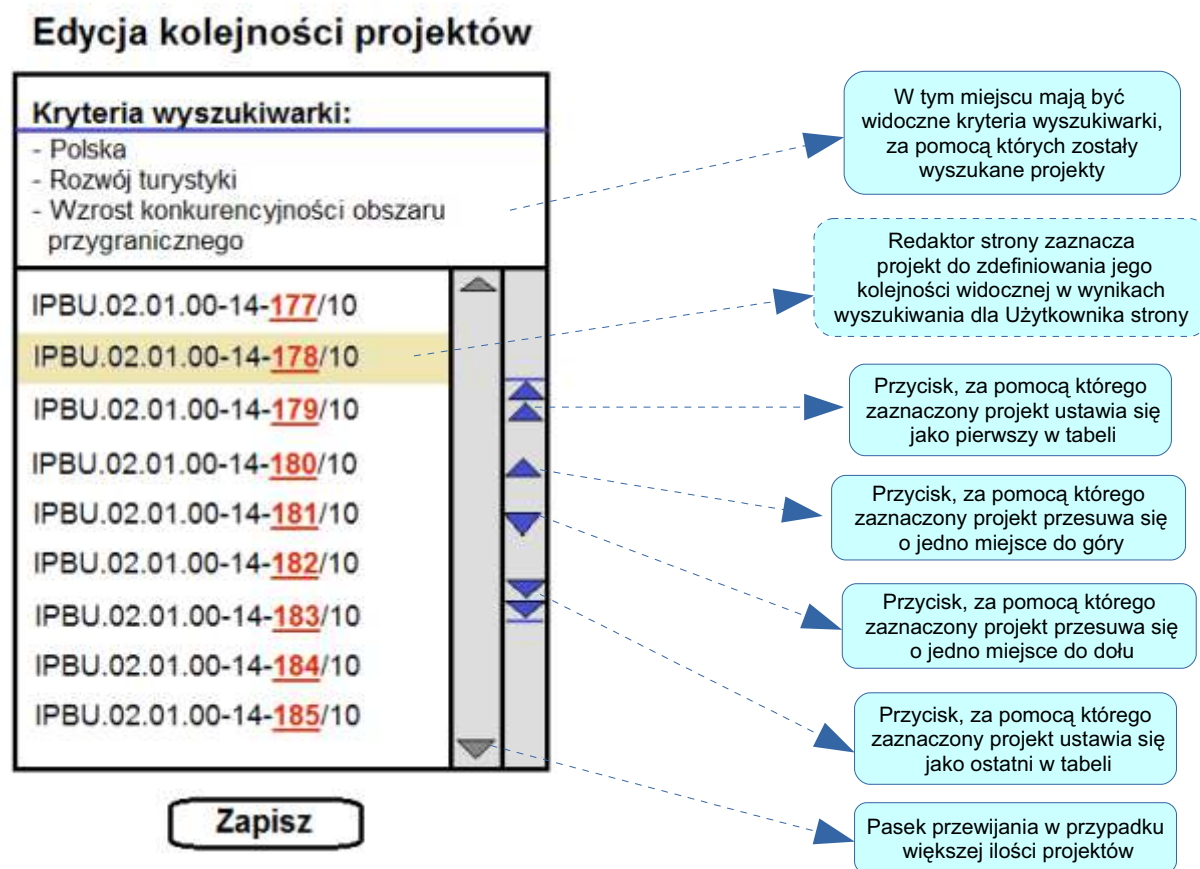 Edycja kolejności projektów
Kryteria wyszukiwarki:
- Polska
- Rozwój turystyki
- Wzrost konkurencyjności obszaru
przygranicznego
IPBU.02.01.00-14-177/10
IPBU.02.01.00-14-178/10
IPBU.02.01.00-14-179/10
IPBU.02.01.00-14-180/10
IPBU.02.01.00-14-181/10
IPBU.02.01.00-14-182/10
IPBU.02.01.00-14-183/10
IPBU.02.01.00-14-184/10
IPBU.02.01.00-14-185/10
Zapisz
W tym miejscu mają być
widoczne kryteria wyszukiwarki,
za pomocą których zostały
wyszukane projekty
Redaktor strony zaznacza
projekt do zdefiniowania jego
kolejności widocznej w wynikach
wyszukiwania dla Użytkownika strony
Przycisk, za pomocą którego
zaznaczony projekt ustawia się
jako pierwszy w tabeli
Przycisk, za pomocą którego
zaznaczony projekt przesuwa się
o jedno miejsce do góry
Przycisk, za pomocą którego
zaznaczony projekt przesuwa się
o jedno miejsce do dołu
Przycisk, za pomocą którego
zaznaczony projekt ustawia się
jako ostatni w tabeli
Pasek przewijania w przypadku
większej ilości projektów